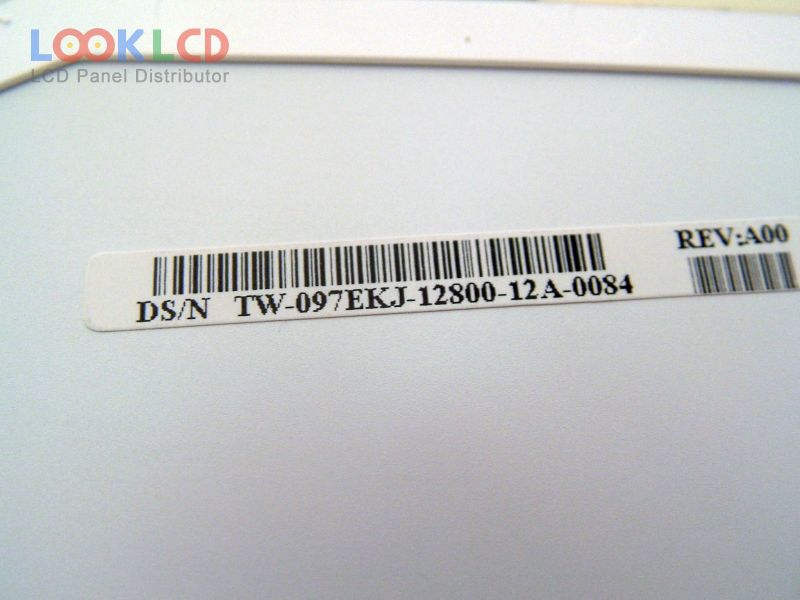 LOOKLCD
LCD Panel Distributor
REV:A00
DS/N TW-097EKJ-12800-12A-0084